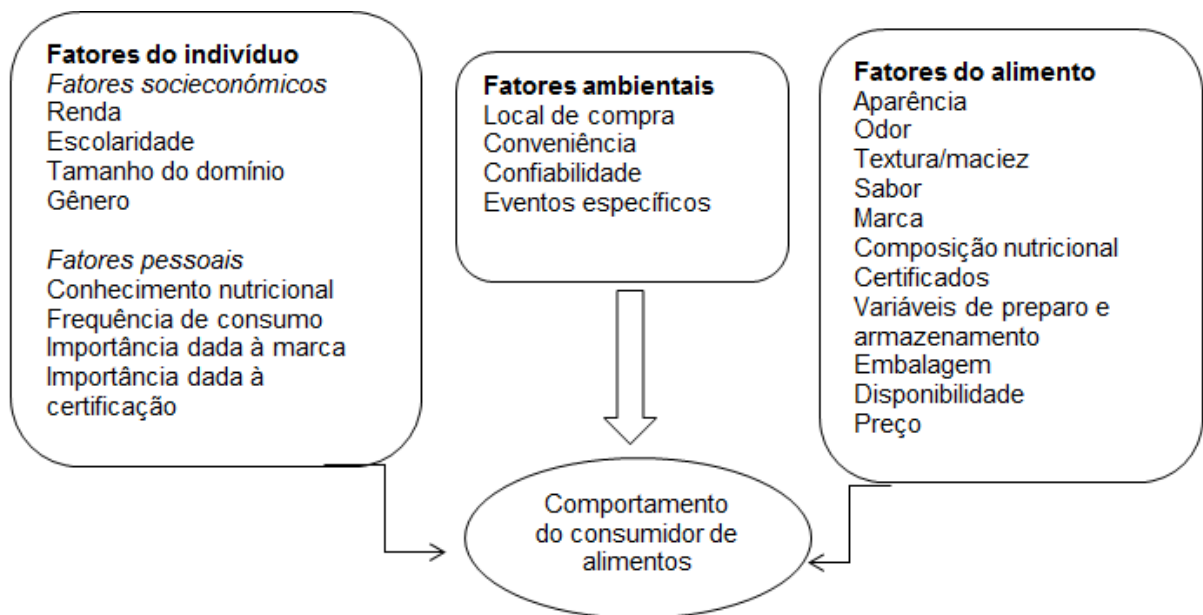 Fatores do indivíduo
Fatores socieconómicos
Renda
Escolaridade
Tamanho do domínio
Gênero
Fatores pessoais
Conhecimento nutricional
Frequência de consumo
Importância dada à marca
Importância dada à
certificação
Fatores ambientais
Local de compra
Conveniência
Confiabilidade
Eventos específicos
Fatores do alimento
Aparência
Odor
Textura/maciez
Sabor
Marca
Composição nutricional
Certificados
Variáveis de preparo e
armazenamento
Embalagem
Disponibilidade
Preço
Comportamento
do consumidor de
alimentos